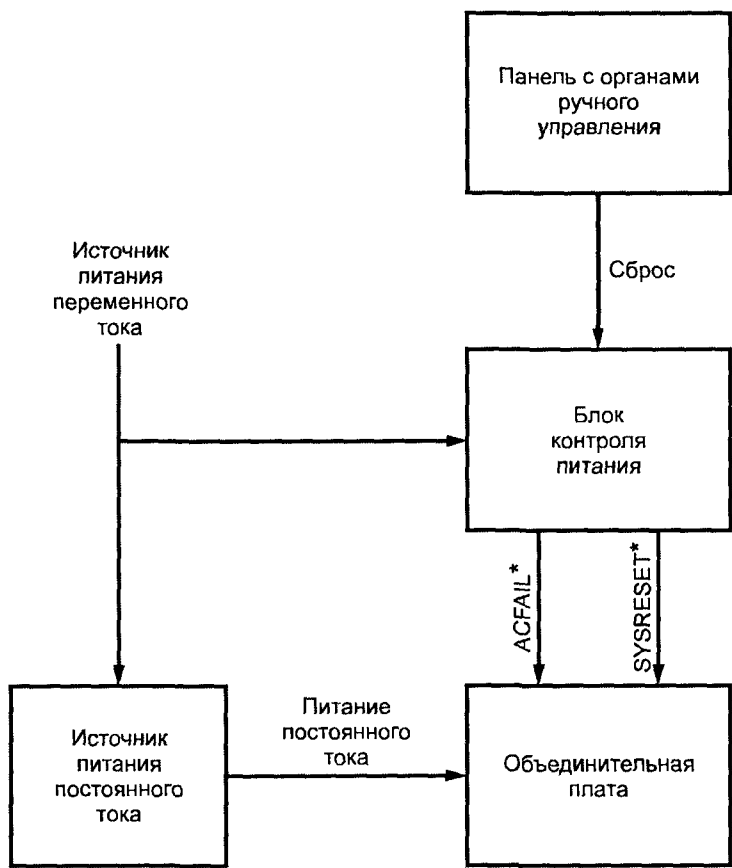 Панель с органами
ручного
управления
Источник
питания
переменного
тока
Сброс
Блок
контроля
питания
ACFAIL*
SYSRESET*
Источник
питания
постоянного
тока
Питание
постоянного
тока
Объединительная
плата